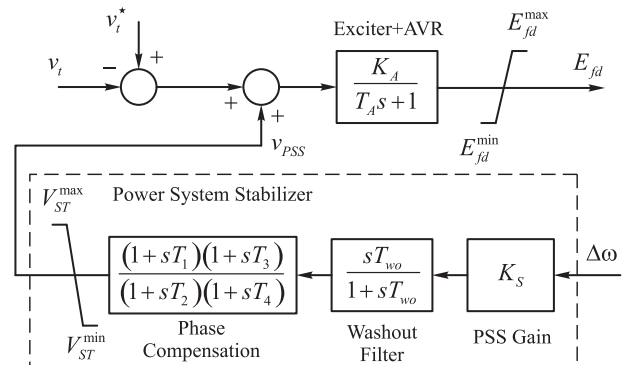 v_t^⋆
Exciter+AVR
E_fd^max
v_t
−
+
+
+
K_A
T_A s+1
E_fd
E_fd^min
v_PSS
Power System Stabilizer
V_ST^max
(1+sT_1)(1+sT_3)
(1+sT_2)(1+sT_4)
sT_wo
1+sT_wo
K_S
Δω
V_ST^min
Phase
Compensation
Washout
Filter
PSS Gain